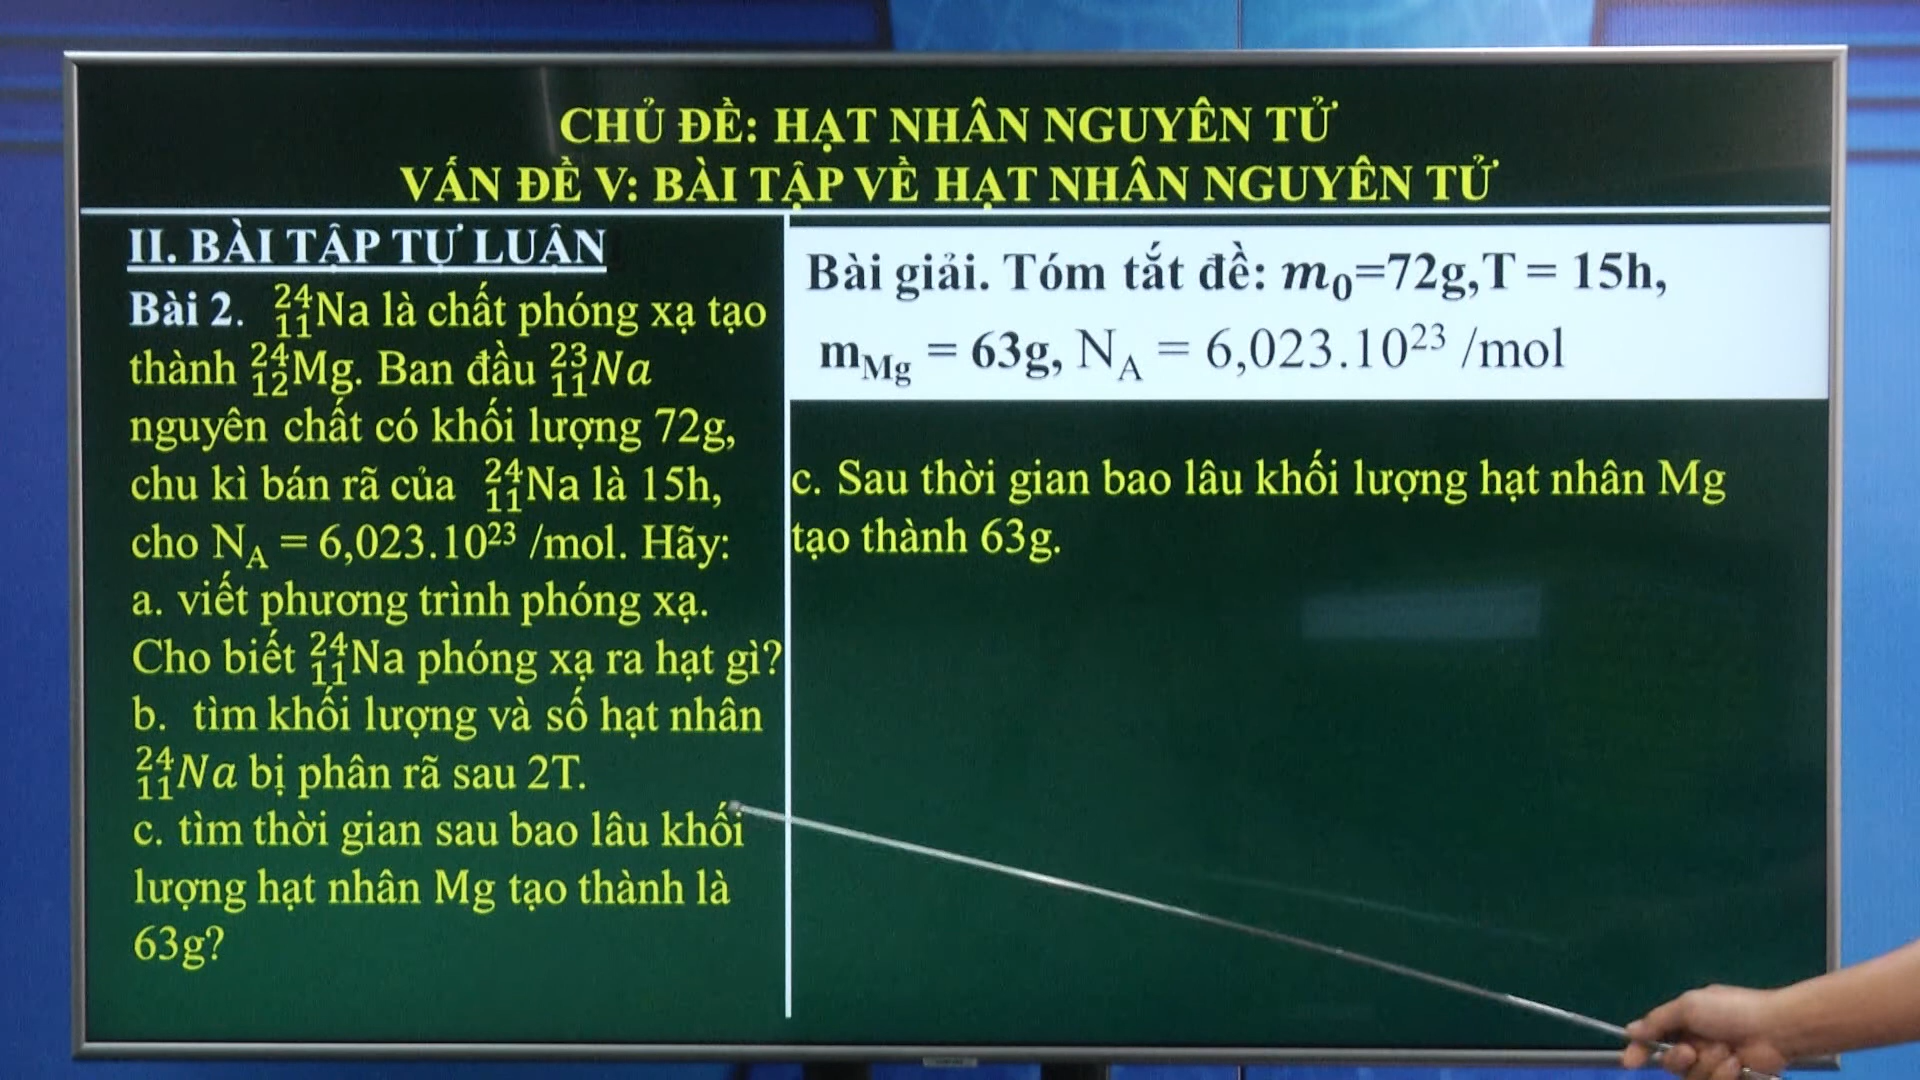 CHỦ ĐỀ: HẠT NHÂN NGUYÊN TỬ
VẤN ĐỀ V: BÀI TẬP VỀ HẠT NHÂN NGUYÊN TỬ
II. BÀI TẬP TỰ LUẬN
Bài 2. ²⁴₁₁Na là chất phóng xạ tạo
thành ²⁴₁₂Mg. Ban đầu ²³₁₁Na
nguyên chất có khối lượng 72g,
chu kì bán rã của ²⁴₁₁Na là 15h,
cho N_A = 6,023.10²³ /mol. Hãy:
a. viết phương trình phóng xạ.
Cho biết ²⁴₁₁Na phóng xạ ra hạt gì?
b. tìm khối lượng và số hạt nhân
²⁴₁₁Na bị phân rã sau 2T.
c. tìm thời gian sau bao lâu khối
lượng hạt nhân Mg tạo thành là
63g?
Bài giải. Tóm tắt đề: m₀=72g,T = 15h,
m_Mg = 63g, N_A = 6,023.10²³ /mol
c. Sau thời gian bao lâu khối lượng hạt nhân Mg
tạo thành 63g.